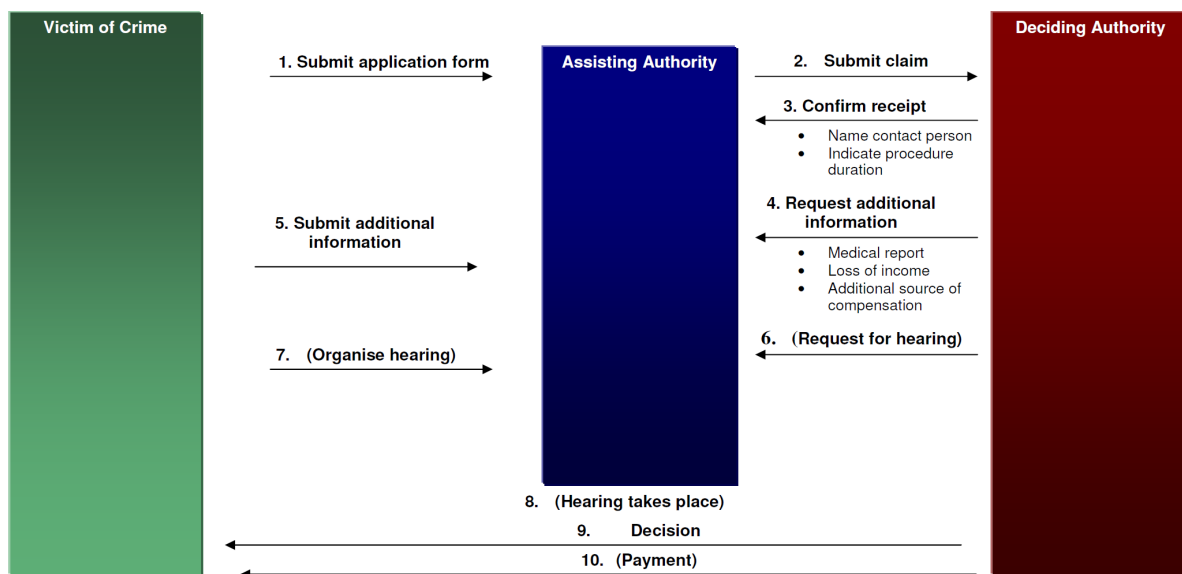 Victim of Crime
Assisting Authority
Deciding Authority
1. Submit application form
2. Submit claim
3. Confirm receipt
• Name contact person
• Indicate procedure
duration
4. Request additional
information
• Medical report
• Loss of income
• Additional source of
compensation
5. Submit additional
information
6. (Request for hearing)
7. (Organise hearing)
8. (Hearing takes place)
9. Decision
10. (Payment)